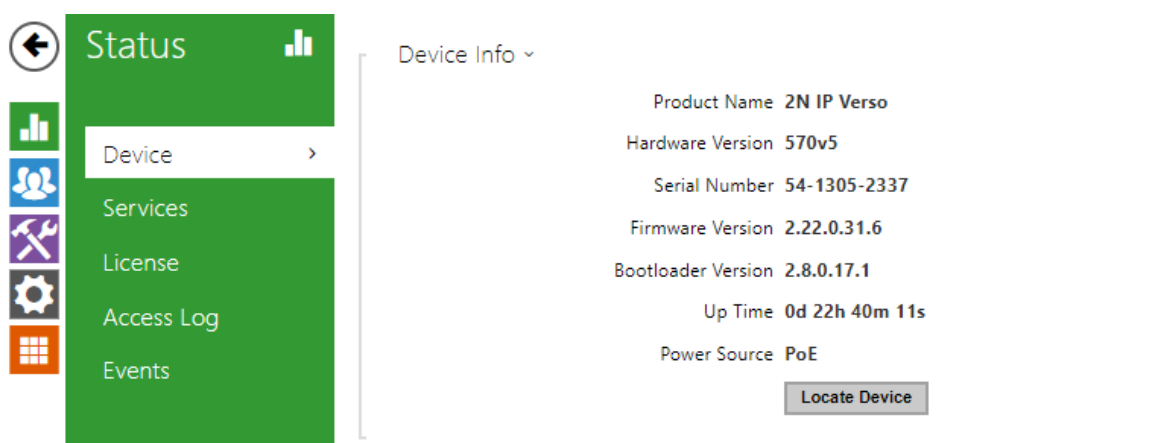 Status
Device
Services
License
Access Log
Events
Device Info
Product Name 2N IP Verso
Hardware Version 570v5
Serial Number 54-1305-2337
Firmware Version 2.22.0.31.6
Bootloader Version 2.8.0.17.1
Up Time 0d 22h 40m 11s
Power Source PoE
Locate Device